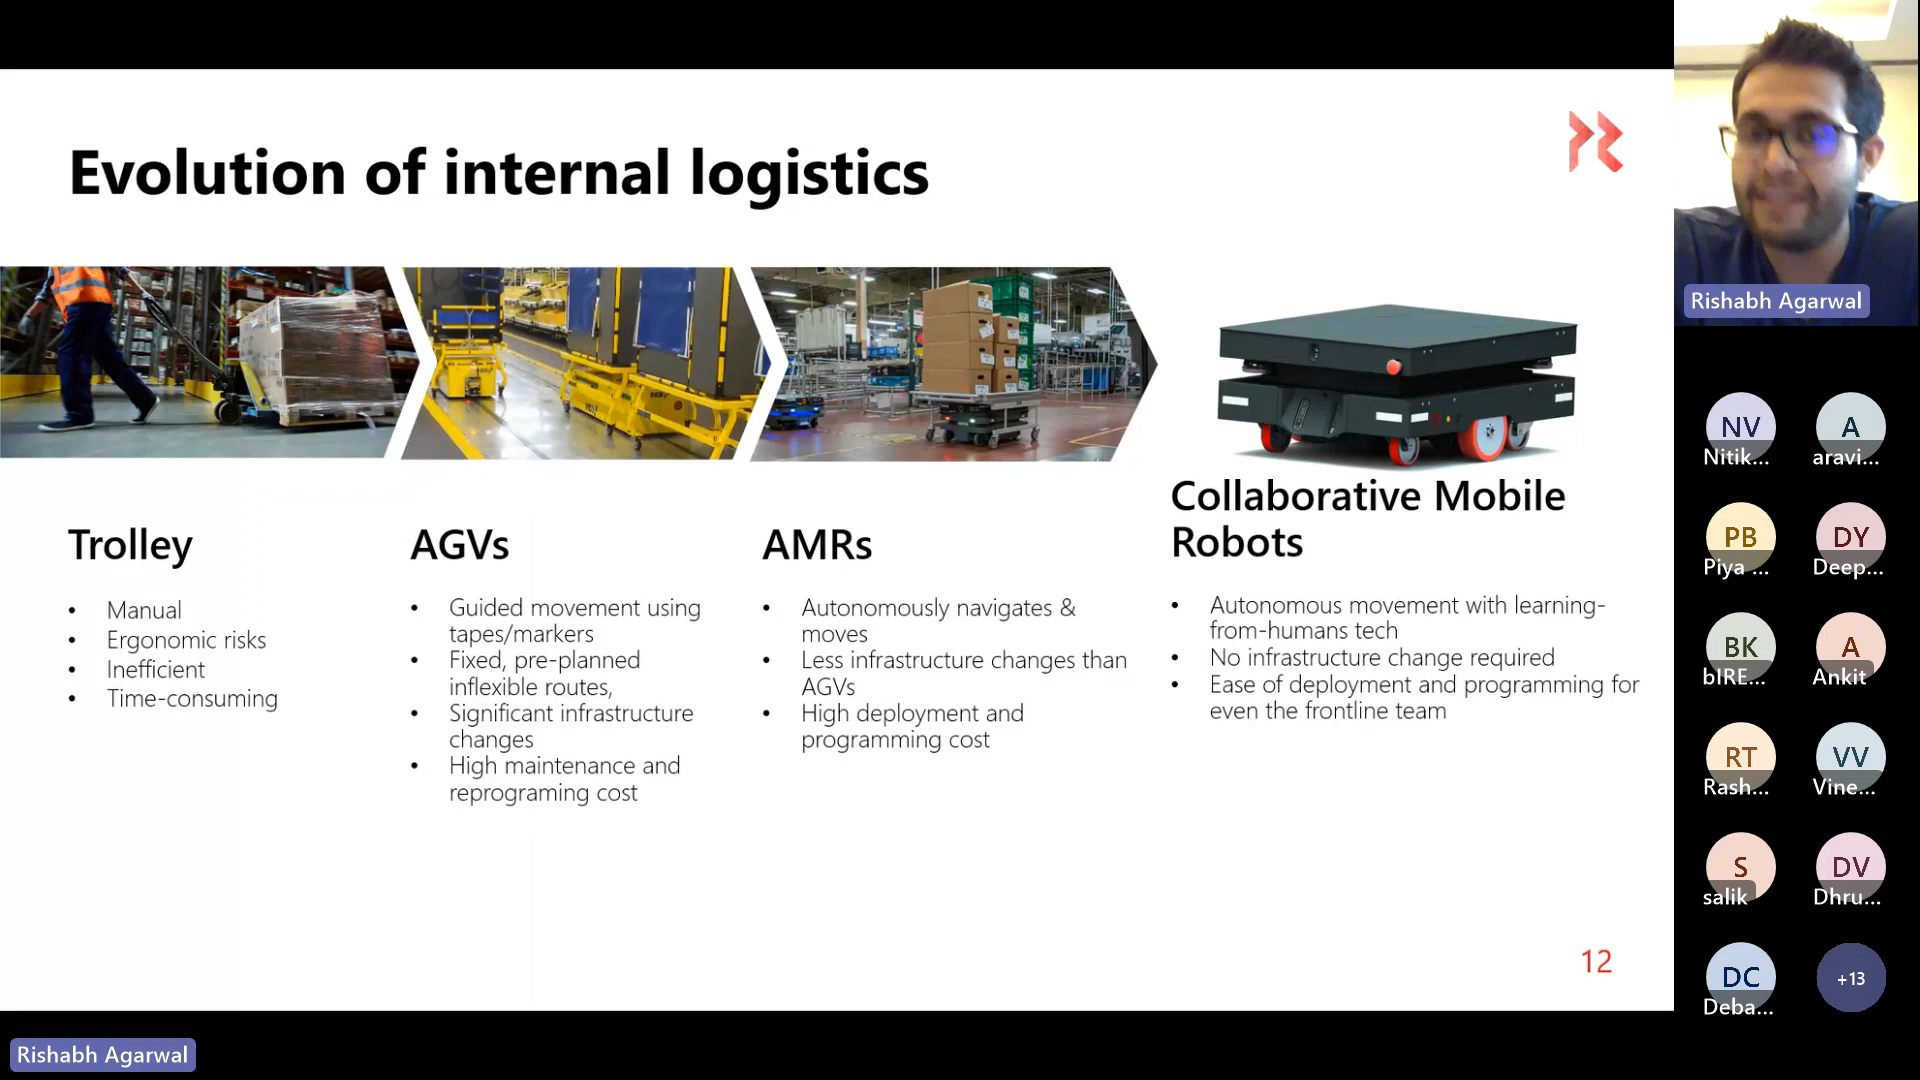 Evolution of internal logistics
Trolley
• Manual
• Ergonomic risks
• Inefficient
• Time-consuming
AGVs
• Guided movement using
tapes/markers
• Fixed, pre-planned
inflexible routes,
• Significant infrastructure
changes
• High maintenance and
reprograming cost
AMRs
• Autonomously navigates &
moves
• Less infrastructure changes than
AGVs
• High deployment and
programming cost
Collaborative Mobile
Robots
• Autonomous movement with learning-
from-humans tech
• No infrastructure change required
• Ease of deployment and programming for
even the frontline team
12
Rishabh Agarwal
Rishabh Agarwal
NV
Nitik...
A
aravi...
PB
Piya ...
DY
Deep...
BK
bIRE...
A
Ankit
RT
Rash...
VV
Vine...
S
salik
DV
Dhru...
DC
Deba...
+13